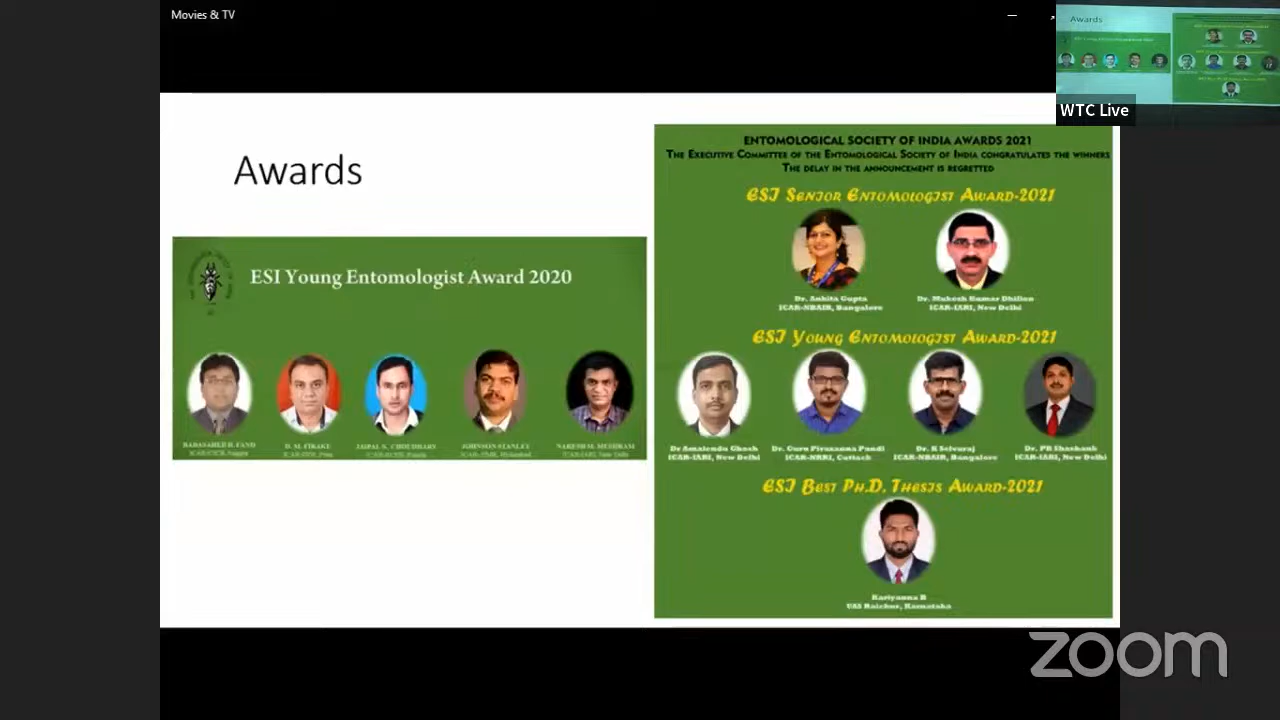 Movies & TV
WTC Live
Awards
ESI Young Entomologist Award 2020
BABASAHEB B. FAND
JOHNSON STANLEY
NARESH M. MESHRAM
ENTOMOLOGICAL SOCIETY OF INDIA AWARDS 2021
THE EXECUTIVE COMMITTEE OF THE ENTOMOLOGICAL SOCIETY OF INDIA CONGRATULATES THE WINNERS
THE DELAY IN THE ANNOUNCEMENT IS REGRETTED
ESI SENIOR ENTOMOLOGIST AWARD-2021
Dr. Ankita Gupta
ICAR-NBAIR, Bangalore
Dr. Mukesh Kumar Dhillon
ICAR-IARI, New Delhi
ESI YOUNG ENTOMOLOGIST AWARD-2021
Dr Amalendu Ghosh
ICAR-IARI, New Delhi
Dr. Guru Pirasanna Pandi
ICAR-NRRI, Cuttack
Dr. K Selvaraj
ICAR-NBAIR, Bangalore
Dr. PR Shashank
ICAR-IARI, New Delhi
ESI BEST PH.D. THESIS AWARD-2021
Kariyanna B
UAS Raichur, Karnataka
zoom